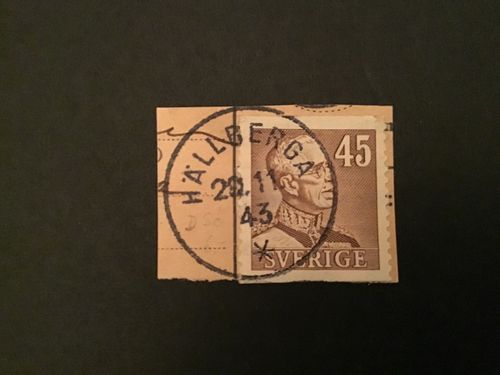 HÄLLBERGA
29.11
43
*
45
SVERIGE